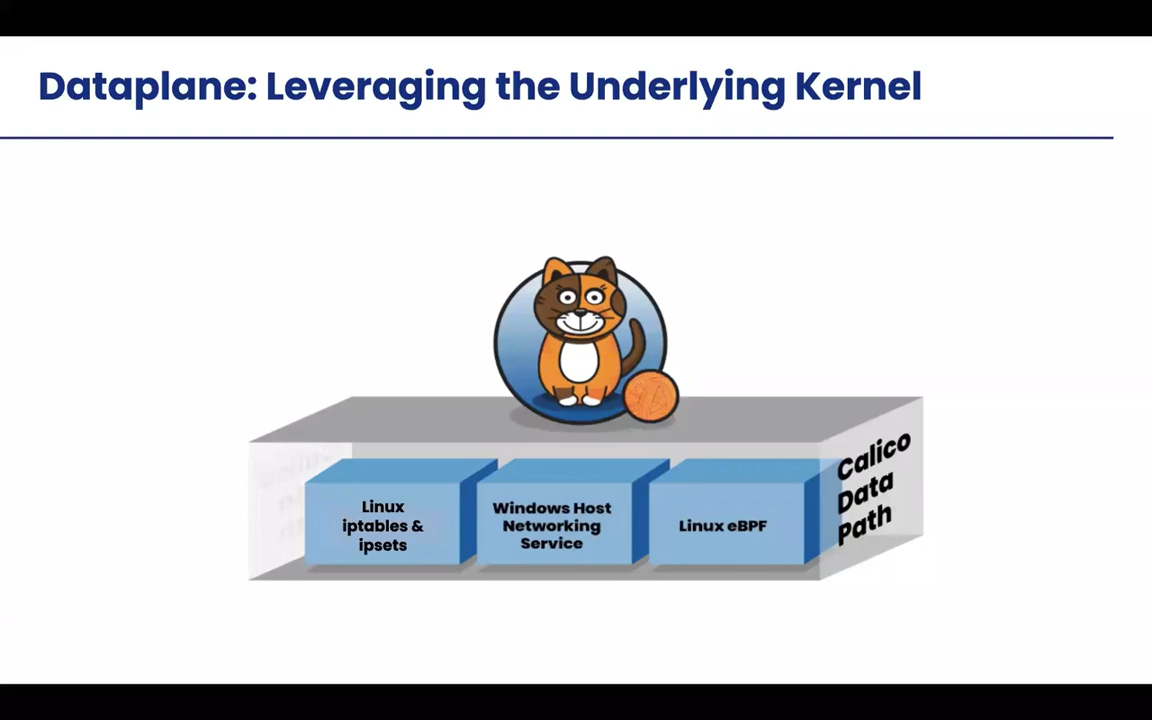 Dataplane: Leveraging the Underlying Kernel
Linux
iptables &
ipsets
Windows Host
Networking
Service
Linux eBPF
Calico
Data
Path